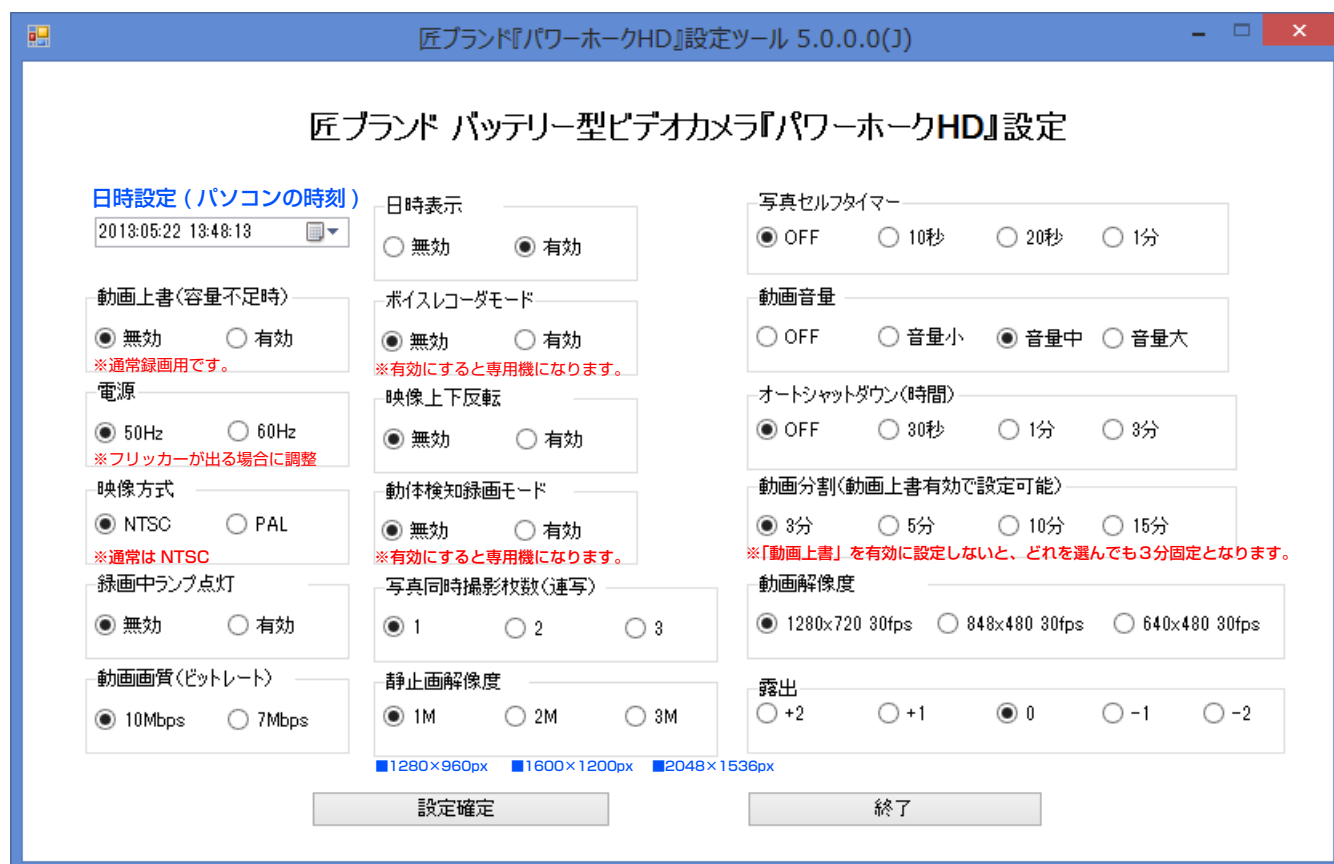 匠ブランド『パワーホークHD』設定ツール 5.0.0.0(J)
匠ブランド バッテリー型ビデオカメラ『パワーホークHD』設定
日時設定 ( パソコンの時刻 )
2013:05:22 13:48:13
動画上書(容量不足時)
無効 有効
※通常録画用です。
電源
50Hz 60Hz
※フリッカーが出る場合に調整
映像方式
NTSC PAL
※通常は NTSC
録画中ランプ点灯
無効 有効
動画画質(ビットレート)
10Mbps 7Mbps
日時表示
無効 有効
ボイスレコーダモード
無効 有効
※有効にすると専用機になります。
映像上下反転
無効 有効
動体検知録画モード
無効 有効
※有効にすると専用機になります。
写真同時撮影枚数(連写)
1 2 3
静止画解像度
1M 2M 3M
■1280×960px ■1600×1200px ■2048×1536px
写真セルフタイマー
OFF 10秒 20秒 1分
動画音量
OFF 音量小 音量中 音量大
オートシャットダウン(時間)
OFF 30秒 1分 3分
動画分割(動画上書有効で設定可能)
3分 5分 10分 15分
※「動画上書」を有効に設定しないと、どれを選んでも3分固定となります。
動画解像度
1280x720 30fps 848x480 30fps 640x480 30fps
露出
+2 +1 0 -1 -2
設定確定 終了